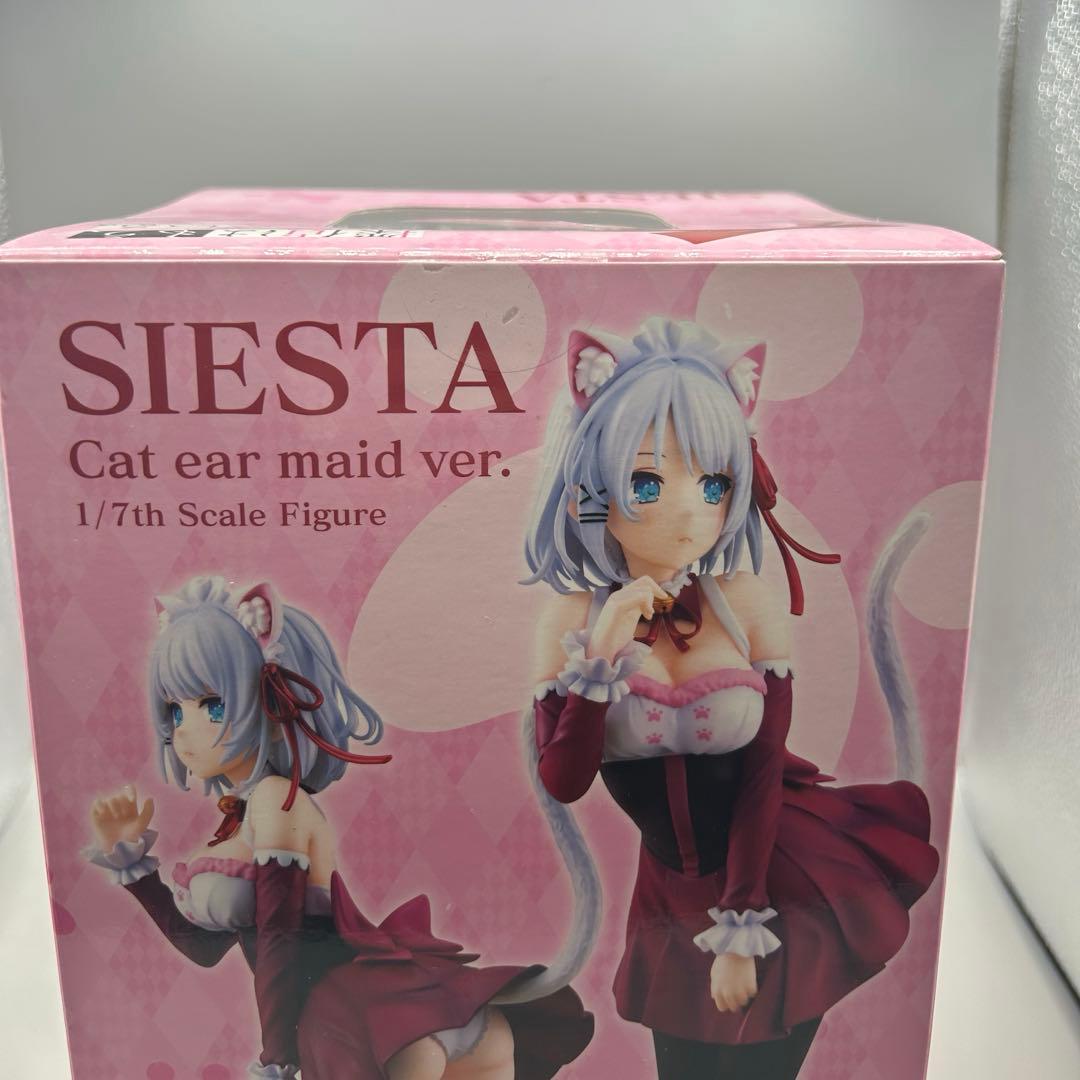 SIESTA
Cat ear maid ver.
1/7th Scale Figure